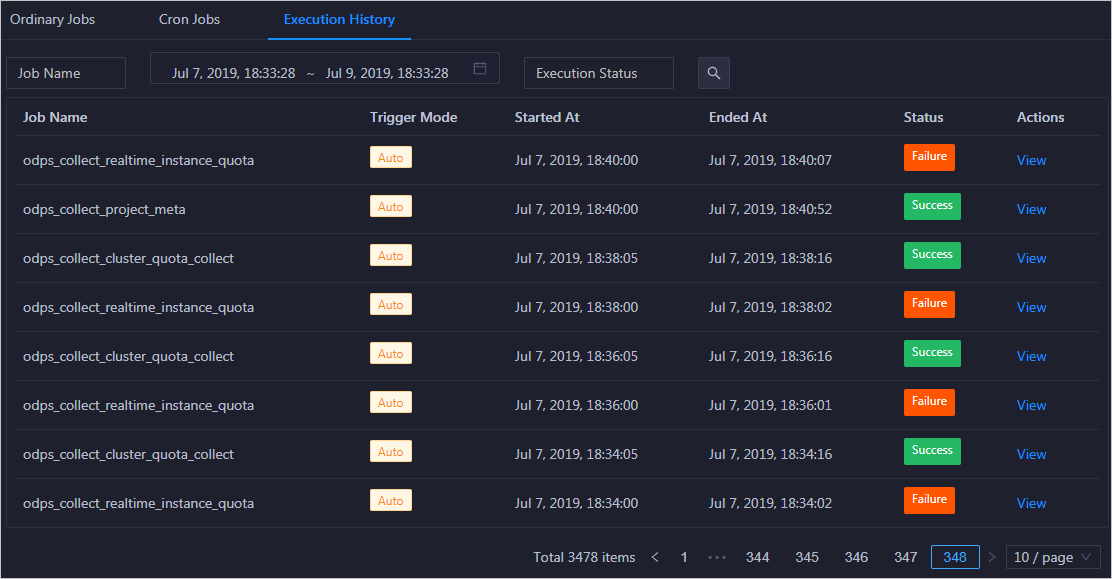 Ordinary Jobs Cron Jobs Execution History
Job Name Jul 7, 2019, 18:33:28 ~ Jul 9, 2019, 18:33:28 Execution Status
Job Name Trigger Mode Started At Ended At Status Actions
odps_collect_realtime_instance_quota Auto Jul 7, 2019, 18:40:00 Jul 7, 2019, 18:40:07 Failure View
odps_collect_project_meta Auto Jul 7, 2019, 18:40:00 Jul 7, 2019, 18:40:52 Success View
odps_collect_cluster_quota_collect Auto Jul 7, 2019, 18:38:05 Jul 7, 2019, 18:38:16 Success View
odps_collect_realtime_instance_quota Auto Jul 7, 2019, 18:38:00 Jul 7, 2019, 18:38:02 Failure View
odps_collect_cluster_quota_collect Auto Jul 7, 2019, 18:36:05 Jul 7, 2019, 18:36:16 Success View
odps_collect_realtime_instance_quota Auto Jul 7, 2019, 18:36:00 Jul 7, 2019, 18:36:01 Failure View
odps_collect_cluster_quota_collect Auto Jul 7, 2019, 18:34:05 Jul 7, 2019, 18:34:16 Success View
odps_collect_realtime_instance_quota Auto Jul 7, 2019, 18:34:00 Jul 7, 2019, 18:34:02 Failure View
Total 3478 items < 1 ••• 344 345 346 347 348 > 10 / page